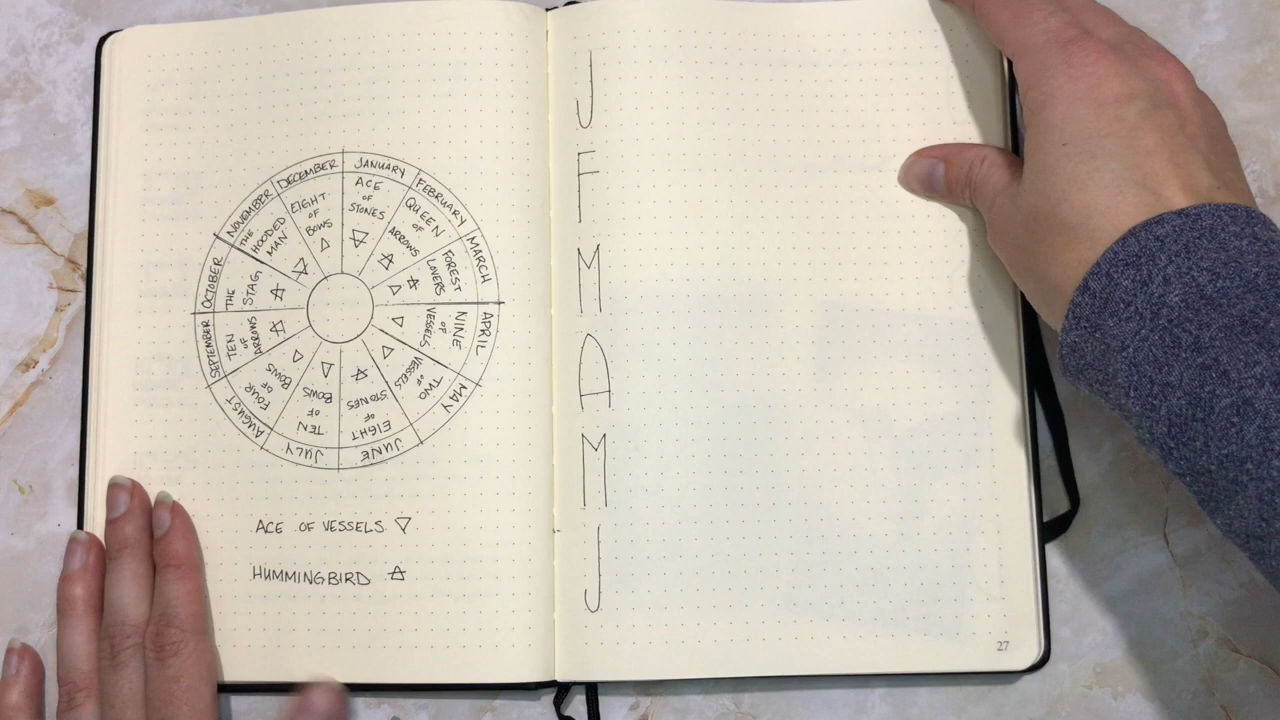 JANUARY
ACE
OF
STONES
FEBRUARY
QUEEN
OF
ARROWS
MARCH
FOREST
LOVERS
APRIL
NINE
OF
VESSELS
MAY
TWO
OF
VESSELS
JUNE
EIGHT
OF
STONES
JULY
TEN
OF
BOWS
AUGUST
FOUR
OF
BOWS
SEPTEMBER
TEN
OF
ARROWS
OCTOBER
THE
STAG
NOVEMBER
THE
HOODED
MAN
DECEMBER
EIGHT
OF
BOWS
ACE OF VESSELS
HUMMINGBIRD
J
F
M
A
M
J
27